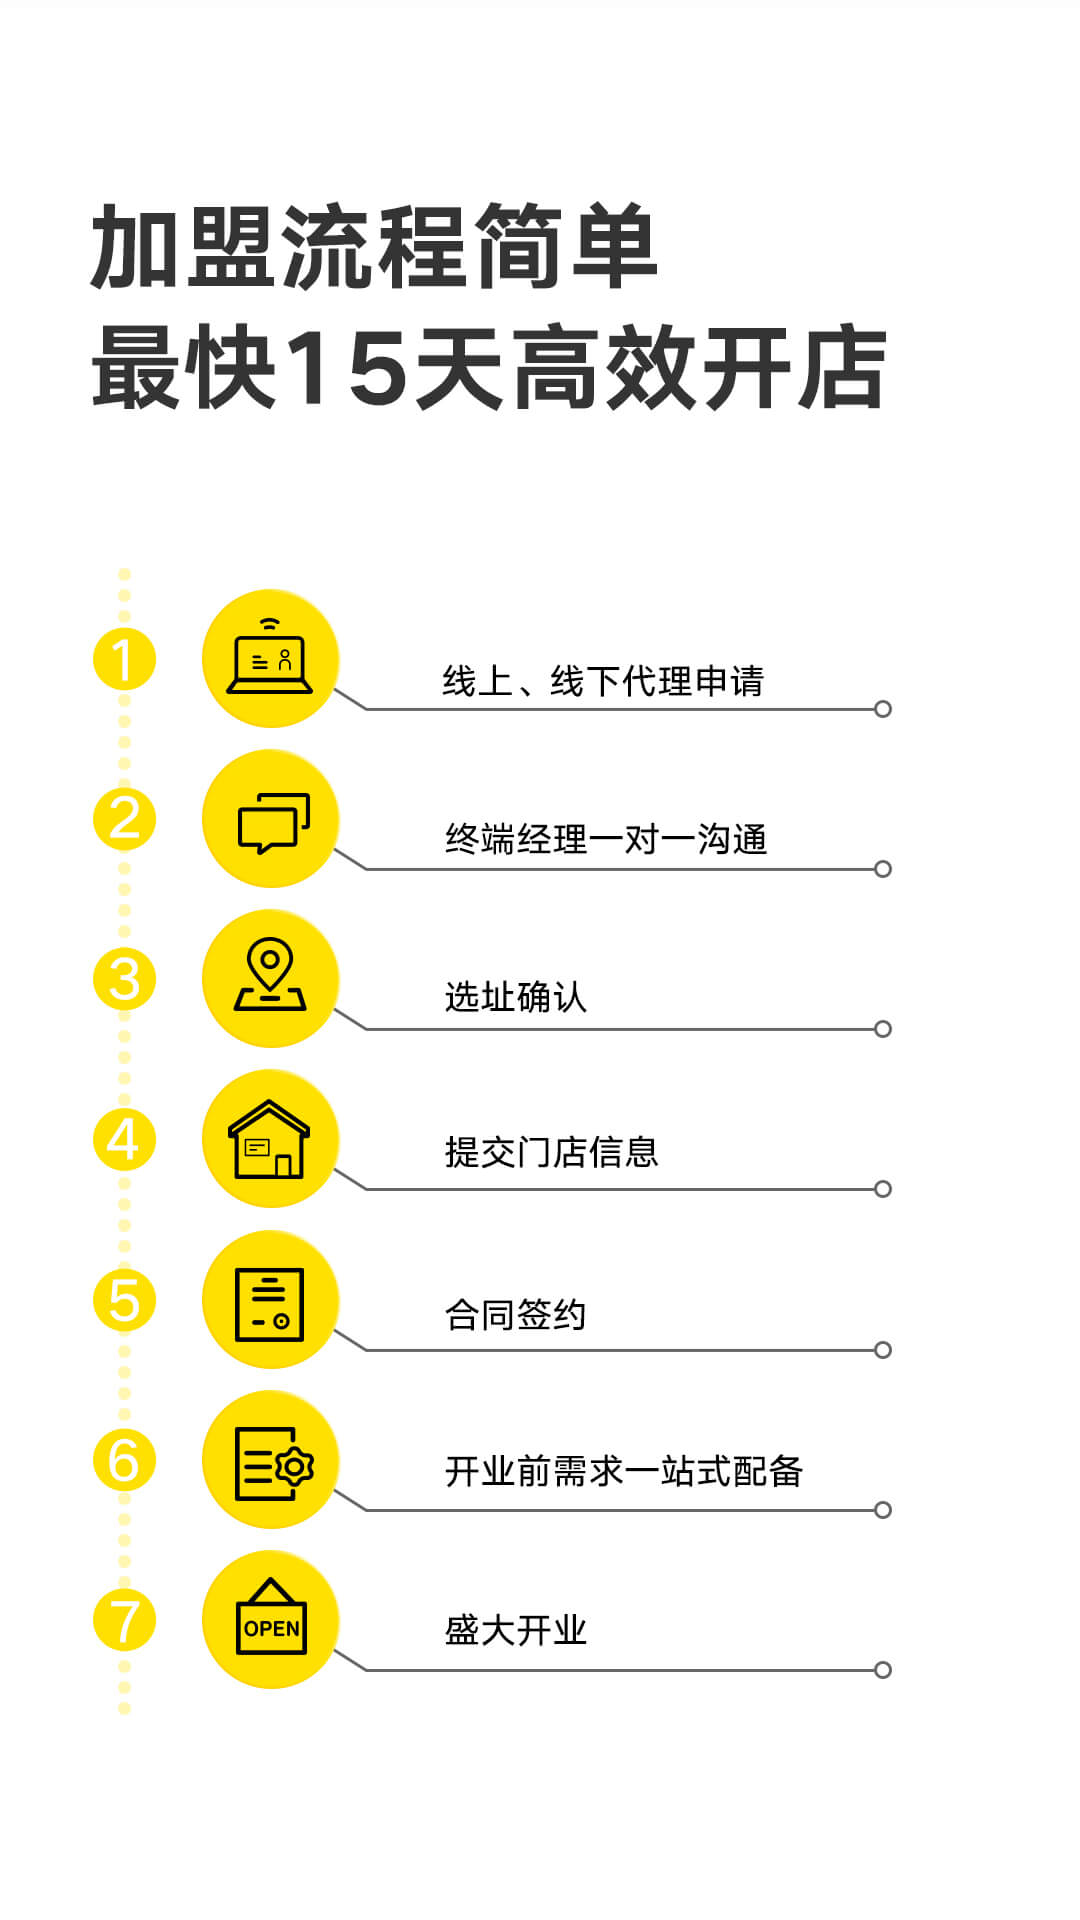 加盟流程简单
最快15天高效开店
1
线上、线下代理申请
2
终端经理一对一沟通
3
选址确认
4
提交门店信息
5
合同签约
6
开业前需求一站式配备
7
OPEN
盛大开业